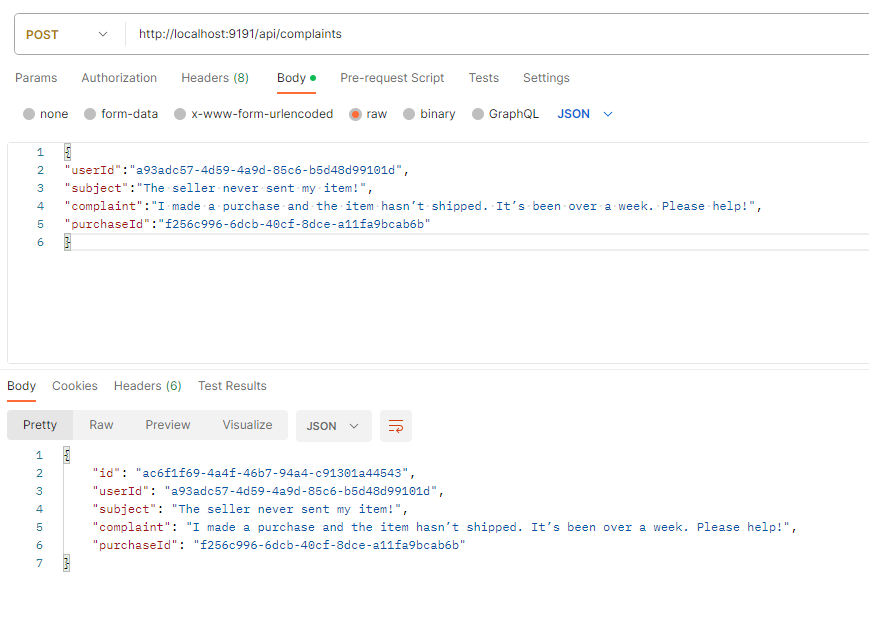 POST http://localhost:9191/api/complaints
Params Authorization Headers (8) Body Pre-request Script Tests Settings
none form-data x-www-form-urlencoded raw binary GraphQL JSON
1 {
2 "userId":"a93adc57-4d59-4a9d-85c6-b5d48d99101d",
3 "subject":"The seller never sent my item!",
4 "complaint":"I made a purchase and the item hasn’t shipped. It’s been over a week. Please help!",
5 "purchaseId":"f256c996-6dcb-40cf-8dce-a11fa9bcab6b"
6 }
Body Cookies Headers (6) Test Results
Pretty Raw Preview Visualize JSON
1 {
2 "id": "ac6f1f69-4a4f-46b7-94a4-c91301a44543",
3 "userId": "a93adc57-4d59-4a9d-85c6-b5d48d99101d",
4 "subject": "The seller never sent my item!",
5 "complaint": "I made a purchase and the item hasn’t shipped. It’s been over a week. Please help!",
6 "purchaseId": "f256c996-6dcb-40cf-8dce-a11fa9bcab6b"
7 }